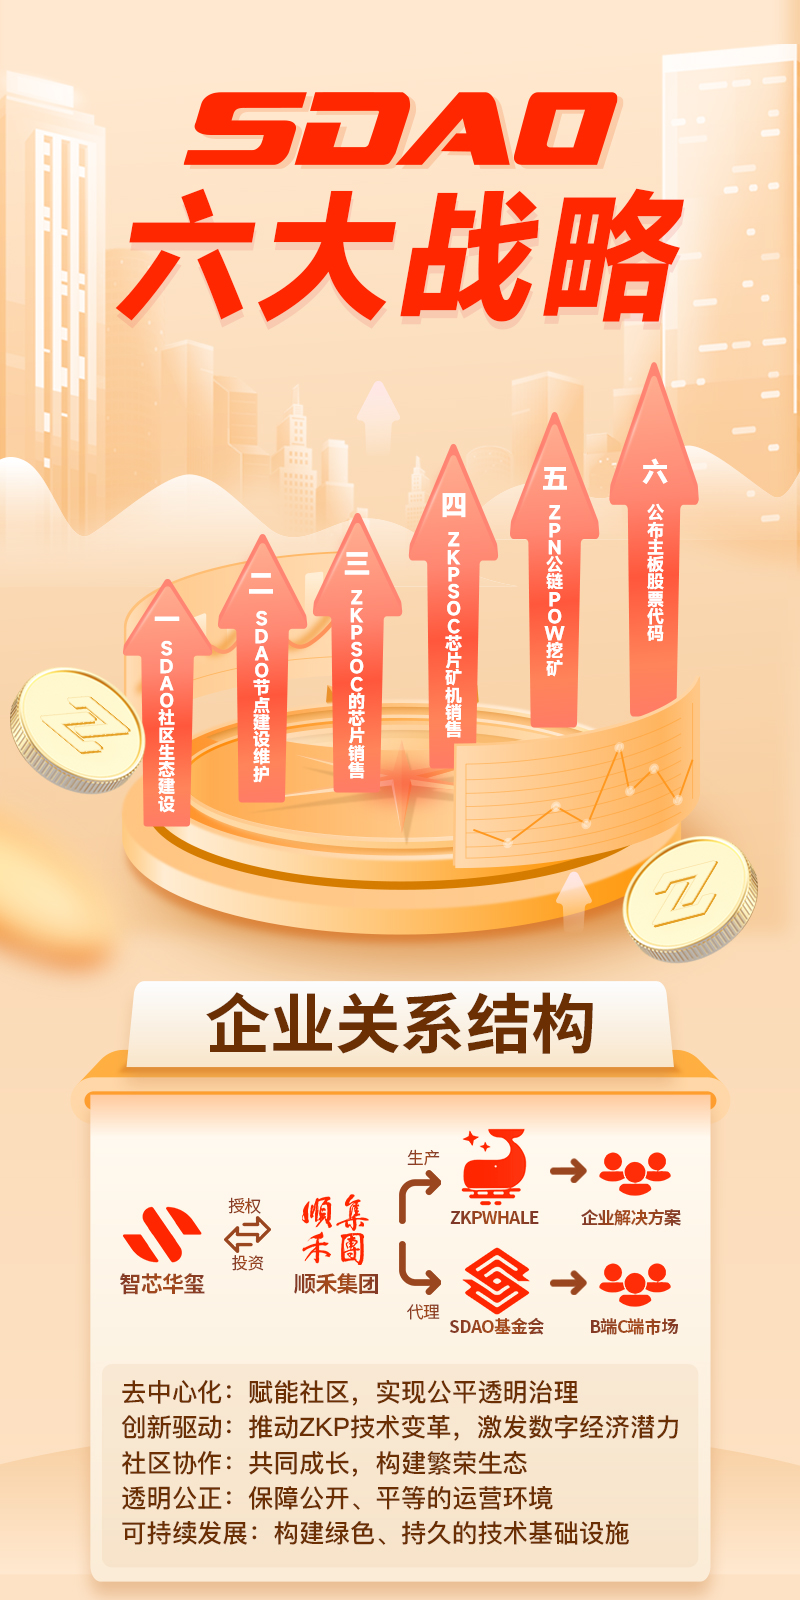 SDAO
六大战略
一 SDAO社区生态建设
二 SDAO节点建设维护
三 ZKPSOC的芯片销售
四 ZKPSOC芯片矿机销售
五 ZPN公链POW挖矿
六 公布主板股票代码
企业关系结构
智芯华玺
授权
投资
順集
禾團
顺禾集团
生产
ZKPWHALE
企业解决方案
代理
SDAO基金会
B端C端市场
去中心化：赋能社区，实现公平透明治理
创新驱动：推动ZKP技术变革，激发数字经济潜力
社区协作：共同成长，构建繁荣生态
透明公正：保障公开、平等的运营环境
可持续发展：构建绿色、持久的技术基础设施